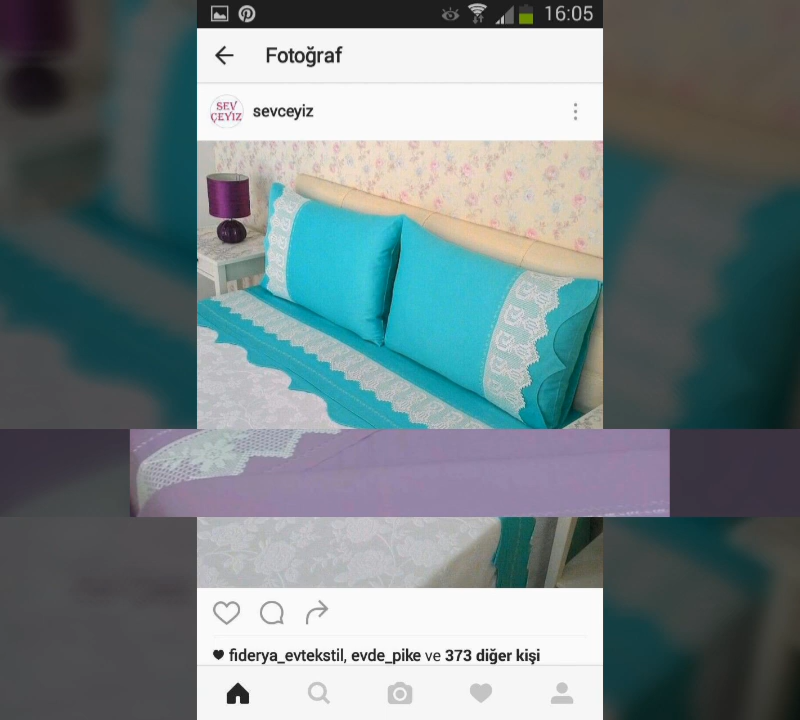 16:05
Fotoğraf
SEV
ÇEYİZ
sevceyiz
fiderya_evtekstil, evde_pike ve 373 diğer kişi